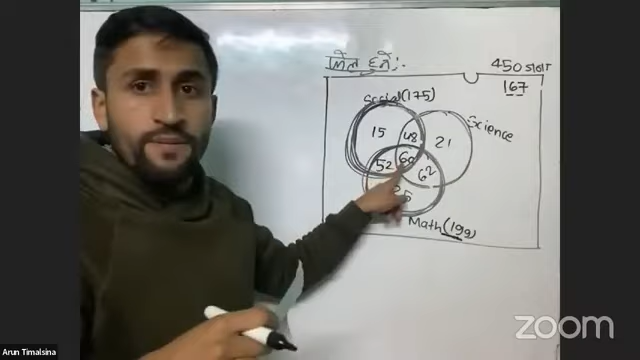 मिल्दो हुने:-
450 जना
167
Social(175)
Science
15
48
21
60
52
62
25
Math(199)
Arun Timalsina
zoom